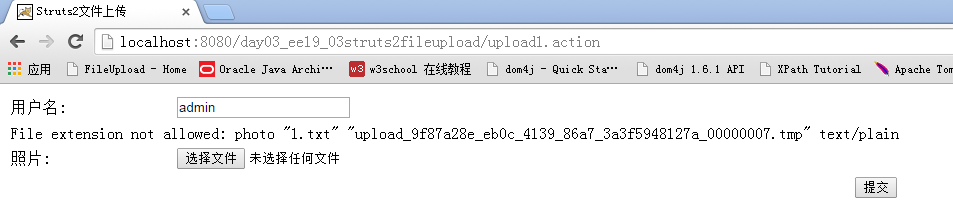 Struts2文件上传
localhost:8080/day03_ee19_03struts2fileupload/upload1.action
应用 FileUpload - Home Oracle Java Archi… w3school 在线教程 dom4j - Quick Sta… dom4j 1.6.1 API XPath Tutorial Apache Tom
用户名: admin
File extension not allowed: photo "1.txt" "upload_9f87a28e_eb0c_4139_86a7_3a3f5948127a_00000007.tmp" text/plain
照片: 选择文件 未选择任何文件
提交